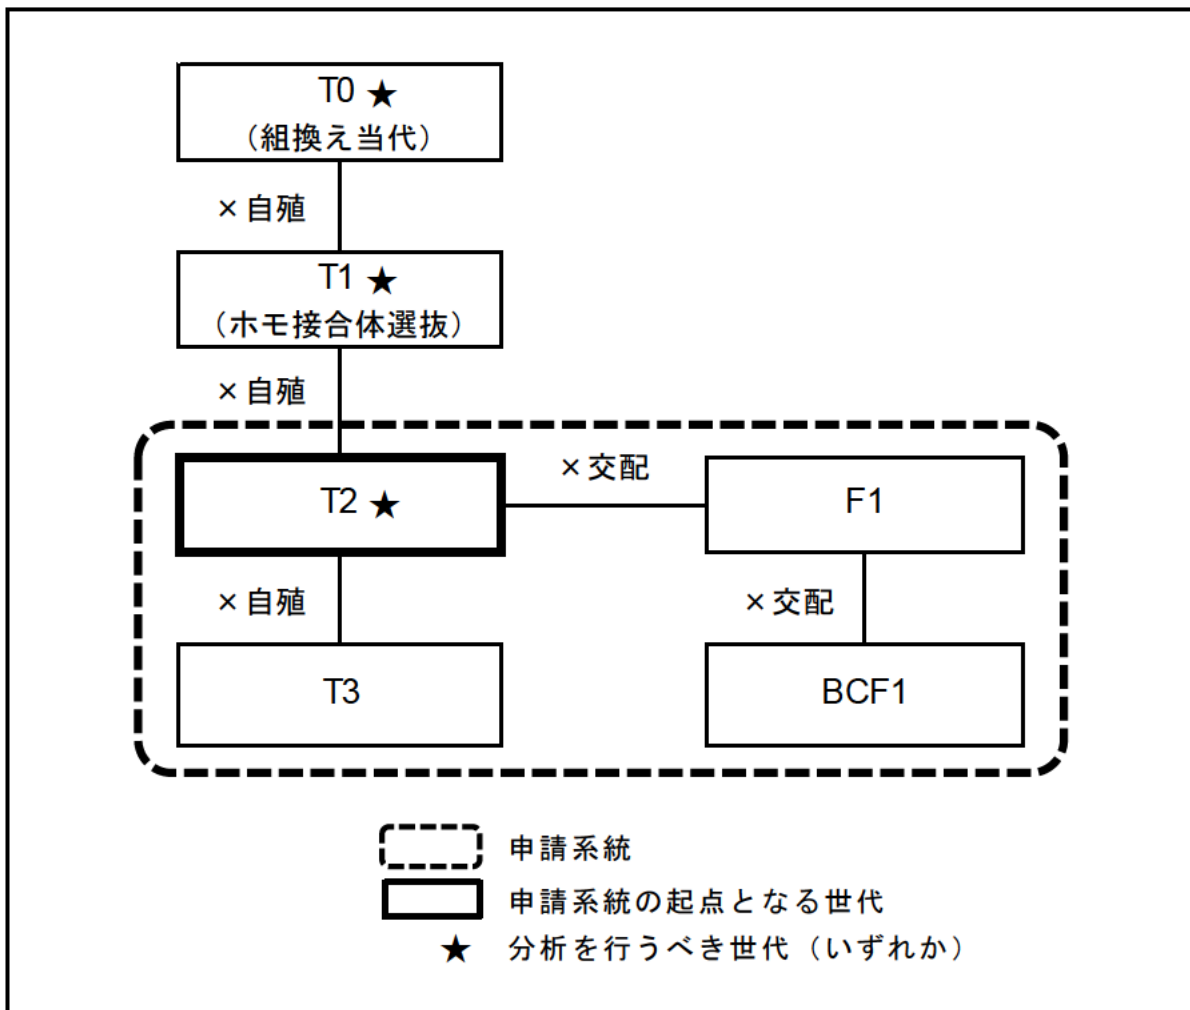 T0 ★
（組換え当代）
×自殖
T1 ★
（ホモ接合体選抜）
×自殖
T2 ★
×交配
F1
×自殖
×交配
T3
BCF1
申請系統
申請系統の起点となる世代
★ 分析を行うべき世代（いずれか）